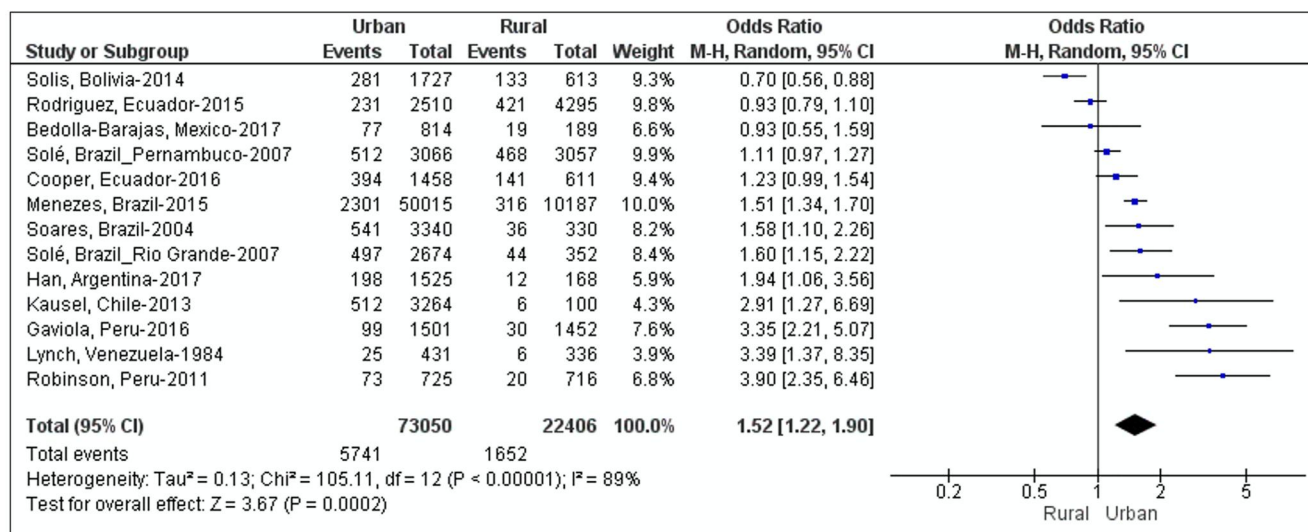 Urban Rural Odds Ratio Odds Ratio
Study or Subgroup Events Total Events Total Weight M-H, Random, 95% CI M-H, Random, 95% CI
Solis, Bolivia-2014 281 1727 133 613 9.3% 0.70 [0.56, 0.88]
Rodriguez, Ecuador-2015 231 2510 421 4295 9.8% 0.93 [0.79, 1.10]
Bedolla-Barajas, Mexico-2017 77 814 19 189 6.6% 0.93 [0.55, 1.59]
Solé, Brazil_Pernambuco-2007 512 3066 468 3057 9.9% 1.11 [0.97, 1.27]
Cooper, Ecuador-2016 394 1458 141 611 9.4% 1.23 [0.99, 1.54]
Menezes, Brazil-2015 2301 50015 316 10187 10.0% 1.51 [1.34, 1.70]
Soares, Brazil-2004 541 3340 36 330 8.2% 1.58 [1.10, 2.26]
Solé, Brazil_Rio Grande-2007 497 2674 44 352 8.4% 1.60 [1.15, 2.22]
Han, Argentina-2017 198 1525 12 168 5.9% 1.94 [1.06, 3.56]
Kausel, Chile-2013 512 3264 6 100 4.3% 2.91 [1.27, 6.69]
Gaviola, Peru-2016 99 1501 30 1452 7.6% 3.35 [2.21, 5.07]
Lynch, Venezuela-1984 25 431 6 336 3.9% 3.39 [1.37, 8.35]
Robinson, Peru-2011 73 725 20 716 6.8% 3.90 [2.35, 6.46]
Total (95% CI) 73050 22406 100.0% 1.52 [1.22, 1.90]
Total events 5741 1652
Heterogeneity: Tau² = 0.13; Chi² = 105.11, df = 12 (P < 0.00001); I² = 89%
Test for overall effect: Z = 3.67 (P = 0.0002)
0.2 0.5 1 2 5
Rural Urban